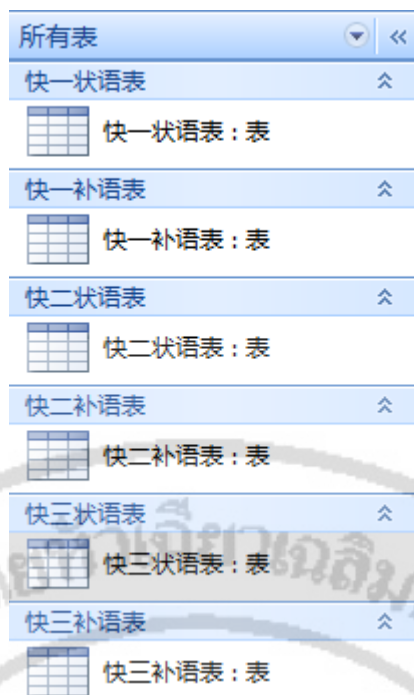 所有表
快一状语表
快一状语表 : 表
快一补语表
快一补语表 : 表
快二状语表
快二状语表 : 表
快二补语表
快二补语表 : 表
快三状语表
快三状语表 : 表
快三补语表
快三补语表 : 表